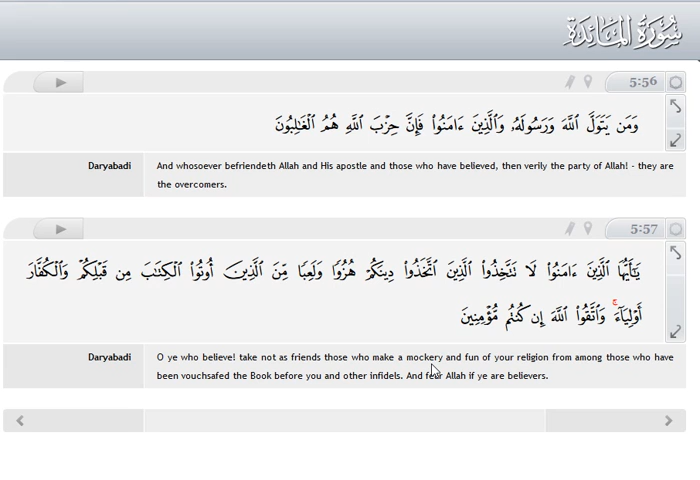 سُورَةُ المَائِدَة
5:56
وَمَن يَتَوَلَّ ٱللَّهَ وَرَسُولَهُۥ وَٱلَّذِينَ ءَامَنُوا۟ فَإِنَّ حِزْبَ ٱللَّهِ هُمُ ٱلْغَـٰلِبُونَ
Daryabadi
And whosoever befriendeth Allah and His apostle and those who have believed, then verily the party of Allah! - they are
the overcomers.
5:57
يَـٰٓأَيُّهَا ٱلَّذِينَ ءَامَنُوا۟ لَا تَتَّخِذُوا۟ ٱلَّذِينَ ٱتَّخَذُوا۟ دِينَكُمْ هُزُوًا وَلَعِبًا مِّنَ ٱلَّذِينَ أُوتُوا۟ ٱلْكِتَـٰبَ مِن قَبْلِكُمْ وَٱلْكُفَّارَ
أَوْلِيَآءَ ۚ وَٱتَّقُوا۟ ٱللَّهَ إِن كُنتُم مُّؤْمِنِينَ
Daryabadi
O ye who believe! take not as friends those who make a mockery and fun of your religion from among those who have
been vouchsafed the Book before you and other infidels. And fear Allah if ye are believers.